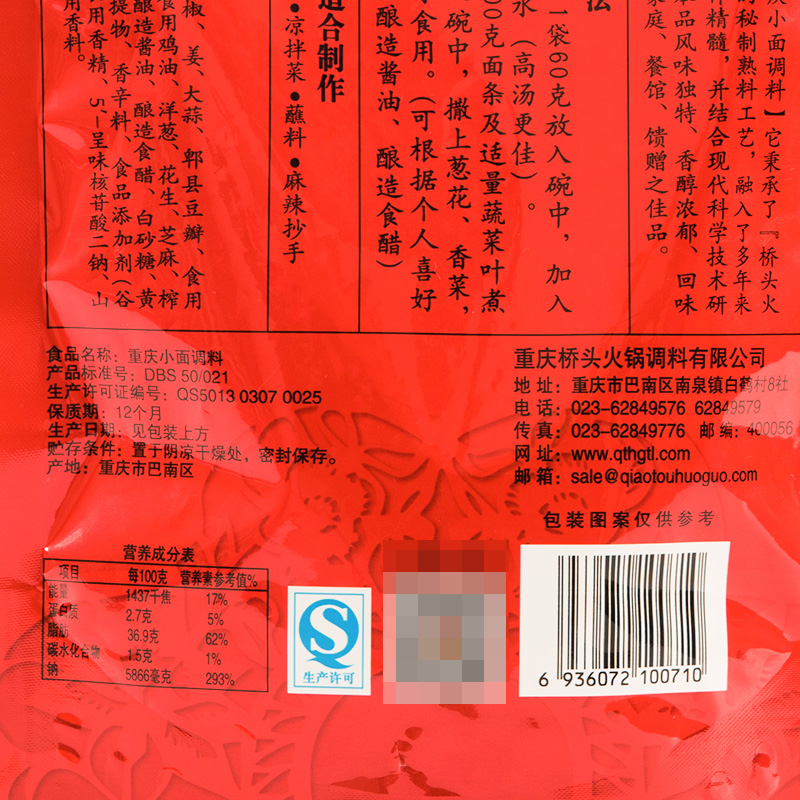 庆小面调料】它秉承了『桥头火
的秘制熟料工艺，融入了多年来
精髓，并结合现代科学技术研
品风味独特、香醇浓郁、回味
家庭、餐馆、馈赠之佳品。
法
一袋60克放入碗中，加入
水（高汤更佳）。
00克面条及适量蔬菜叶煮
碗中，撒上葱花、香菜，
食用。（可根据个人喜好
酿造酱油、酿造食醋）
适合制作
●凉拌菜●蘸料●麻辣抄手
椒、姜、大蒜、郫县豆瓣、食用
食用鸡油、洋葱、花生、芝麻、榨
酿造酱油、酿造食醋、白砂糖、黄
提物、香辛料、食品添加剂（谷
用香精、5,-呈味核苷酸二钠、山
用香料。
食品名称：重庆小面调料
产品标准号：DBS 50/021
生产许可证编号：QS5013 0307 0025
保质期：12个月
生产日期：见包装上方
贮存条件：置于阴凉干燥处，密封保存。
产地：重庆市巴南区
重庆桥头火锅调料有限公司
地 址：重庆市巴南区南泉镇白鹤村8社
电 话：023-62849576 62849579
传 真：023-62849776 邮 编：400056
网 址：www.qthgtl.com
邮 箱：sale@qiaotouhuoguo.com
包装图案仅供参考
营养成分表
项目 每100克 营养素参考值%
能量 1437千焦 17%
蛋白质 2.7克 5%
脂肪 36.9克 62%
碳水化合物 1.5克 1%
钠 5866毫克 293%
生产许可
6 936072 100710